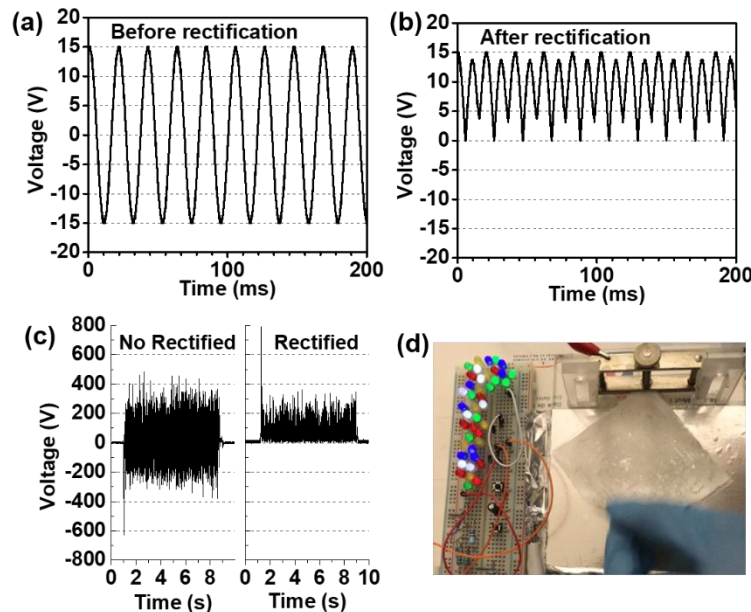 (a)
Before rectification
20
15
10
5
0
-5
-10
-15
-20
0 100 200
Voltage (V)
Time (ms)
(b)
After rectification
20
15
10
5
0
-5
-10
-15
-20
0 100 200
Voltage (V)
Time (ms)
(c)
No Rectified Rectified
800
600
400
200
0
-200
-400
-600
-800
0 2 4 6 8 0 2 4 6 8 10
Voltage (V)
Time (s) Time (s)
(d)